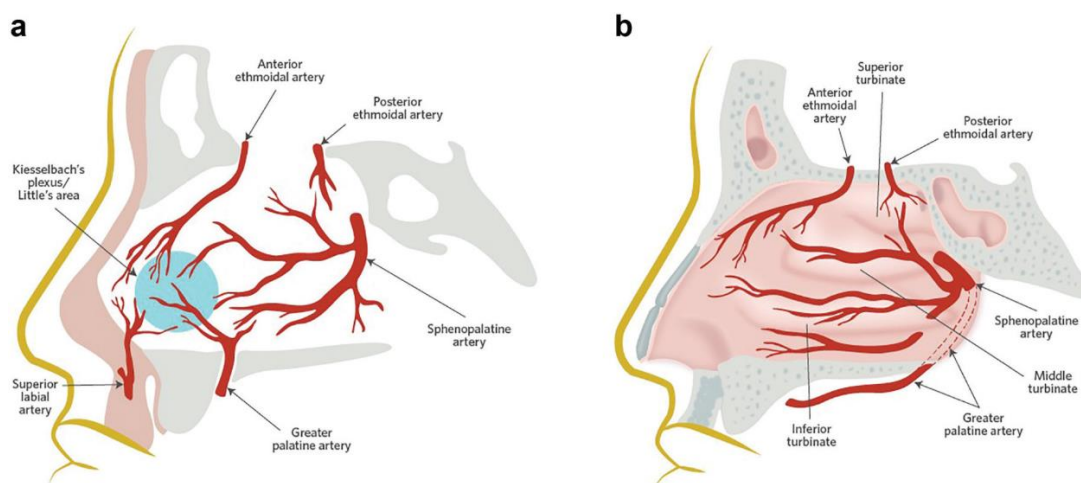 a
Anterior
ethmoidal artery
Posterior
ethmoidal artery
Kiesselbach's
plexus/
Little's area
Sphenopalatine
artery
Superior
labial
artery
Greater
palatine artery
b
Superior
turbinate
Anterior
ethmoidal
artery
Posterior
ethmoidal artery
Sphenopalatine
artery
Middle
turbinate
Greater
palatine artery
Inferior
turbinate